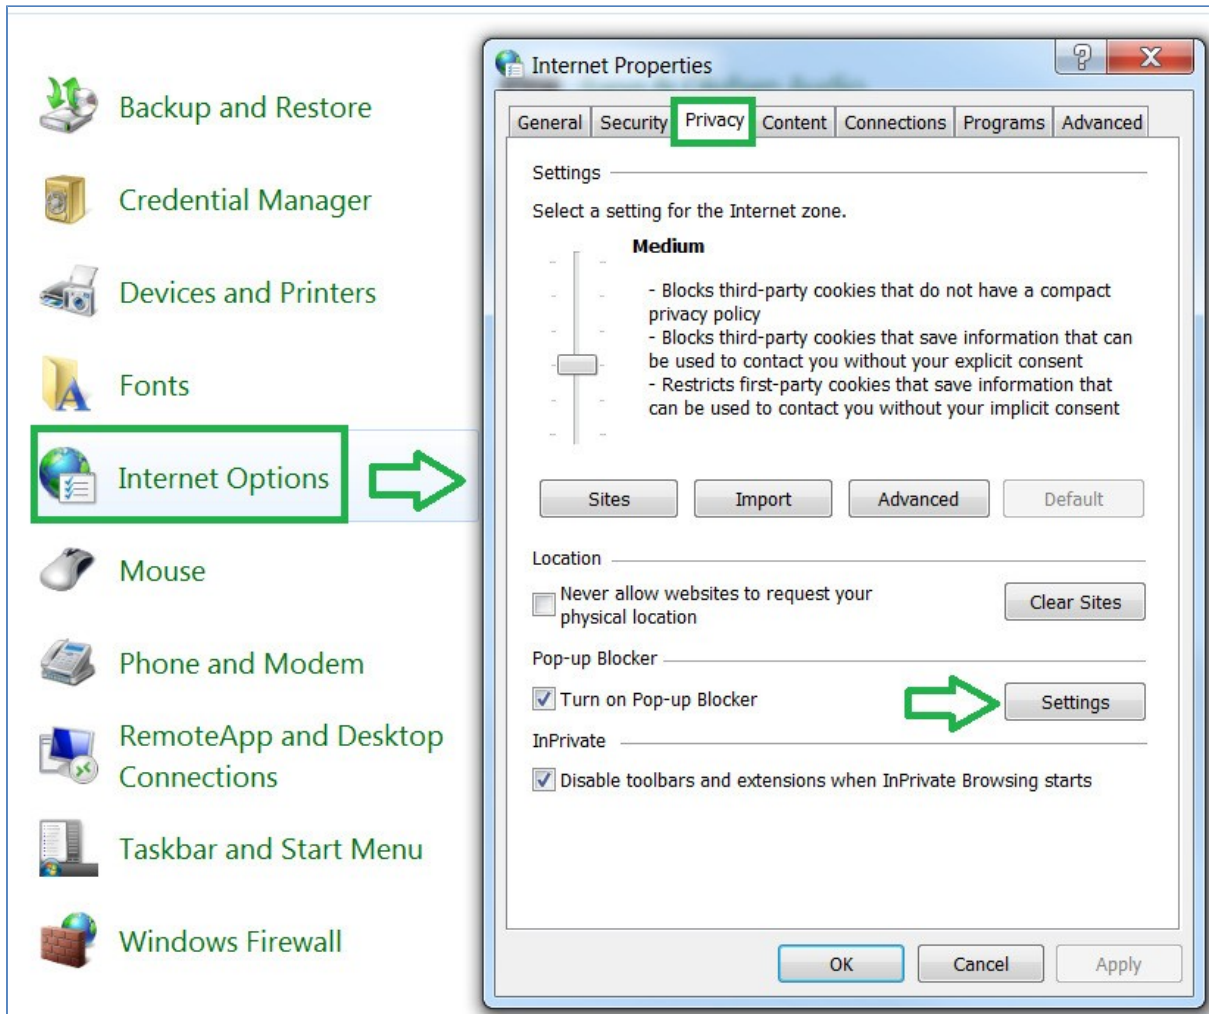 Backup and Restore
Credential Manager
Devices and Printers
Fonts
Internet Options
Mouse
Phone and Modem
RemoteApp and Desktop
Connections
Taskbar and Start Menu
Windows Firewall
Internet Properties
General Security Privacy Content Connections Programs Advanced
Settings
Select a setting for the Internet zone.
Medium
- Blocks third-party cookies that do not have a compact
privacy policy
- Blocks third-party cookies that save information that can
be used to contact you without your explicit consent
- Restricts first-party cookies that save information that
can be used to contact you without your implicit consent
Sites Import Advanced Default
Location
Never allow websites to request your
physical location
Clear Sites
Pop-up Blocker
Turn on Pop-up Blocker
Settings
InPrivate
Disable toolbars and extensions when InPrivate Browsing starts
OK Cancel Apply